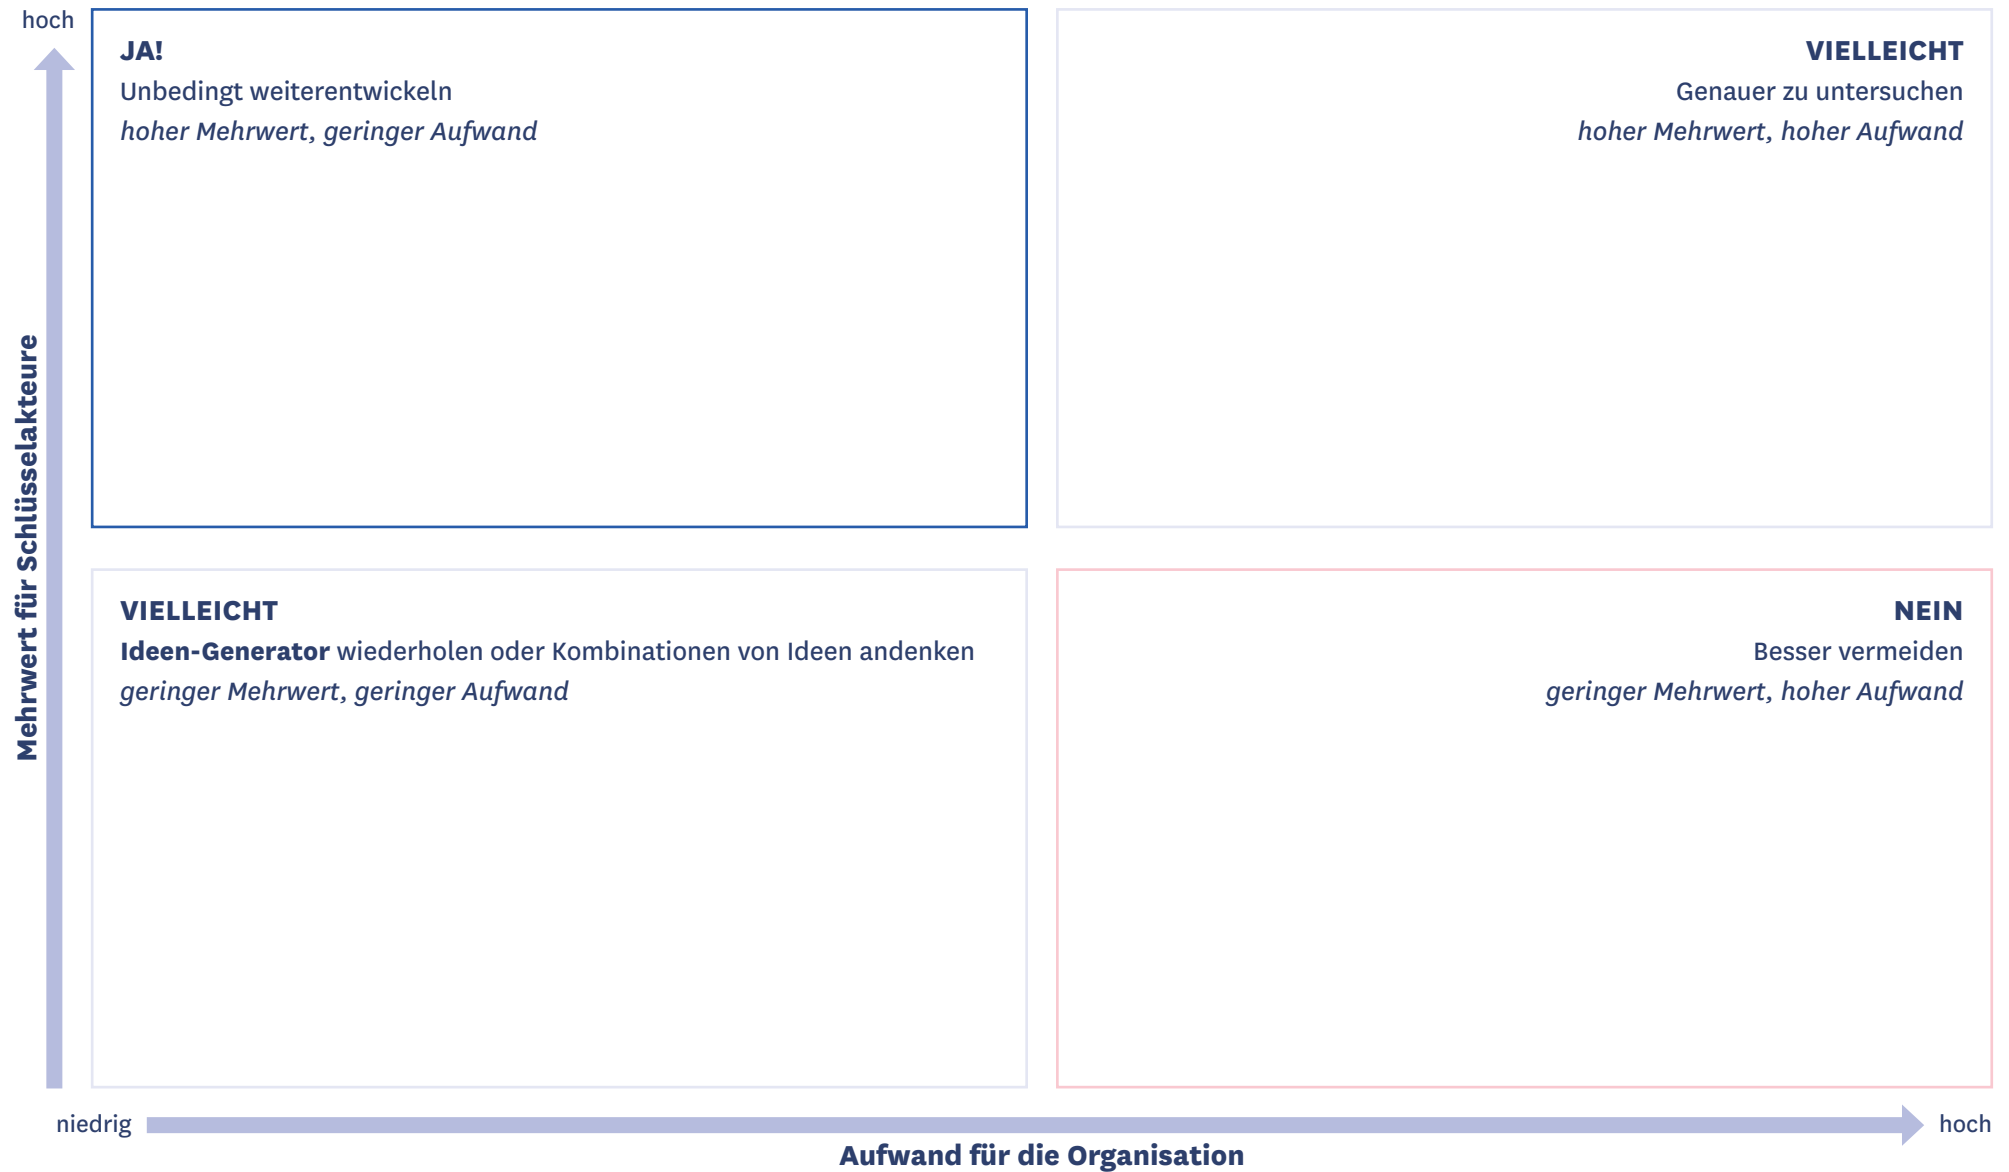 hoch
JA!
Unbedingt weiterentwickeln
hoher Mehrwert, geringer Aufwand
VIELLEICHT
Genauer zu untersuchen
hoher Mehrwert, hoher Aufwand
Mehrwert für Schlüsselakteure
VIELLEICHT
Ideen-Generator wiederholen oder Kombinationen von Ideen andenken
geringer Mehrwert, geringer Aufwand
NEIN
Besser vermeiden
geringer Mehrwert, hoher Aufwand
niedrig
hoch
Aufwand für die Organisation